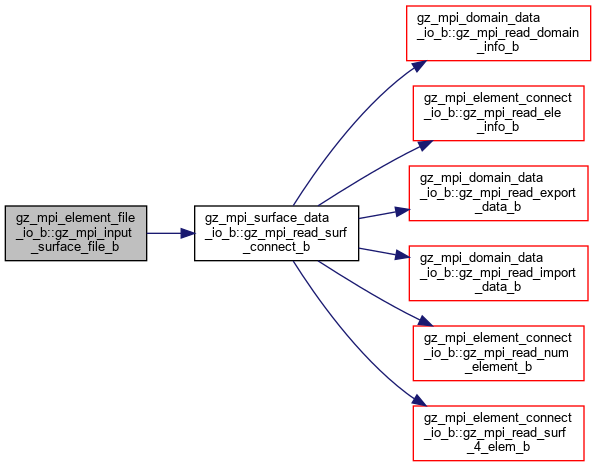 gz_mpi_element_file
_io_b::gz_mpi_input
_surface_file_b
gz_mpi_surface_data
_io_b::gz_mpi_read_surf
_connect_b
gz_mpi_domain_data
_io_b::gz_mpi_read_domain
_info_b
gz_mpi_element_connect
_io_b::gz_mpi_read_ele
_info_b
gz_mpi_domain_data
_io_b::gz_mpi_read_export
_data_b
gz_mpi_domain_data
_io_b::gz_mpi_read_import
_data_b
gz_mpi_element_connect
_io_b::gz_mpi_read_num
_element_b
gz_mpi_element_connect
_io_b::gz_mpi_read_surf
_4_elem_b